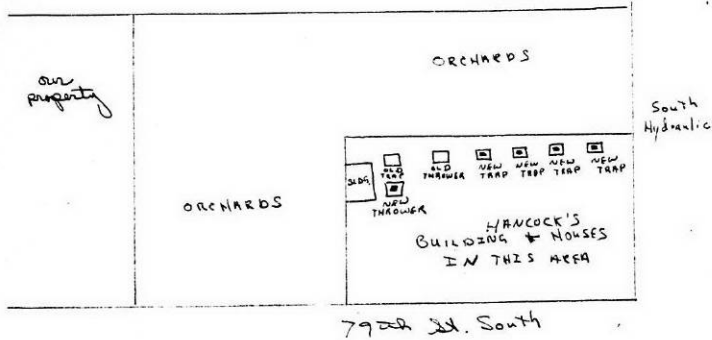 our
property
ORCHARDS
South
Hydraulic
BLDG.
OLD
TRAP
OLD
THROWER
NEW
TRAP
NEW
TRAP
NEW
TRAP
NEW
TRAP
NEW
THROWER
ORCHARDS
HANCOCK'S
BUILDING + HOUSES
IN THIS AREA
79th St. South